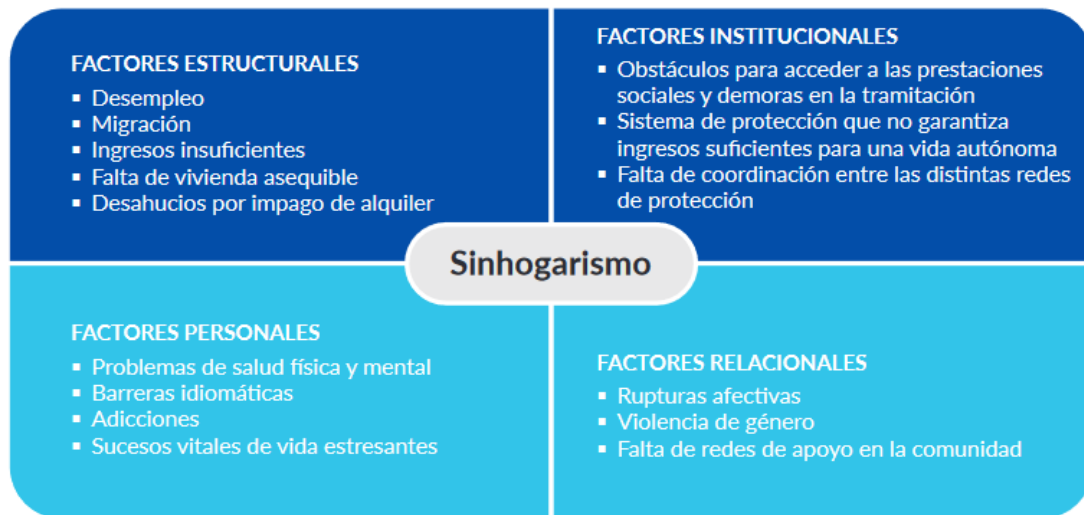 FACTORES ESTRUCTURALES
▪ Desempleo
▪ Migración
▪ Ingresos insuficientes
▪ Falta de vivienda asequible
▪ Desahucios por impago de alquiler
FACTORES INSTITUCIONALES
▪ Obstáculos para acceder a las prestaciones
sociales y demoras en la tramitación
▪ Sistema de protección que no garantiza
ingresos suficientes para una vida autónoma
▪ Falta de coordinación entre las distintas redes
de protección
Sinhogarismo
FACTORES PERSONALES
▪ Problemas de salud física y mental
▪ Barreras idiomáticas
▪ Adicciones
▪ Sucesos vitales de vida estresantes
FACTORES RELACIONALES
▪ Rupturas afectivas
▪ Violencia de género
▪ Falta de redes de apoyo en la comunidad